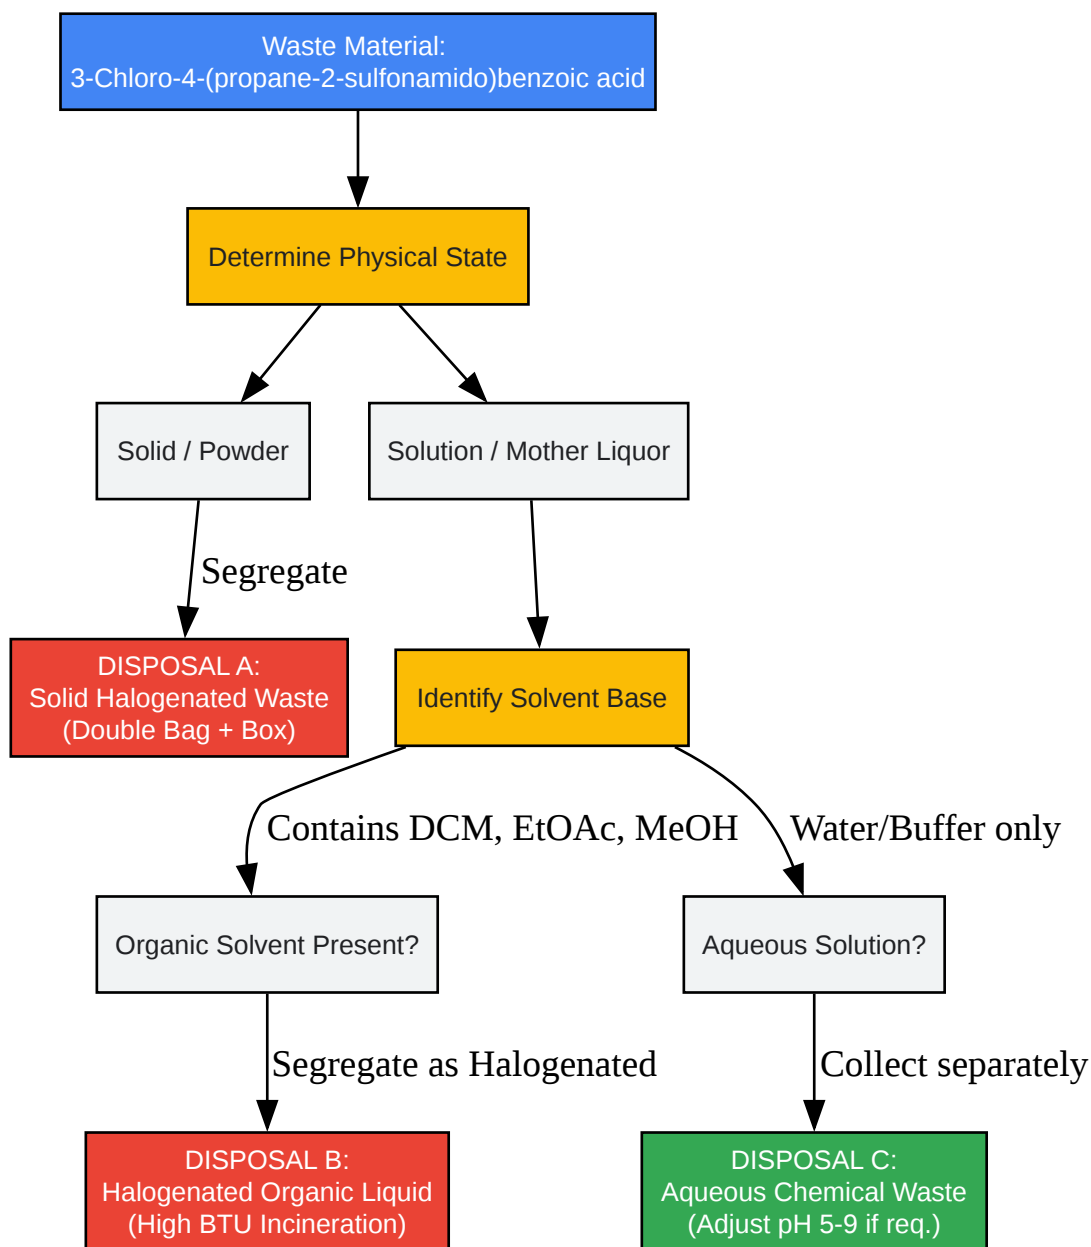 Waste Material:
3-Chloro-4-(propane-2-sulfonamido)benzoic acid
Determine Physical State
Solid / Powder
Solution / Mother Liquor
Segregate
DISPOSAL A:
Solid Halogenated Waste
(Double Bag + Box)
Identify Solvent Base
Contains DCM, EtOAc, MeOH
Water/Buffer only
Organic Solvent Present?
Aqueous Solution?
Segregate as Halogenated
Collect separately
DISPOSAL B:
Halogenated Organic Liquid
(High BTU Incineration)
DISPOSAL C:
Aqueous Chemical Waste
(Adjust pH 5-9 if req.)